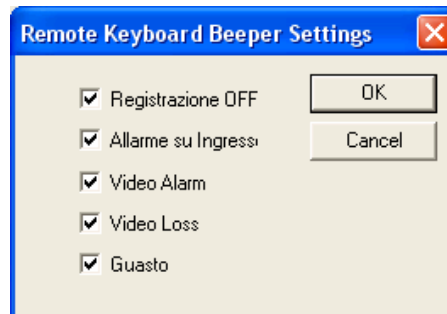 Remote Keyboard Beeper Settings
Registrazione OFF
OK
Allarme su Ingress
Cancel
Video Alarm
Video Loss
Guasto